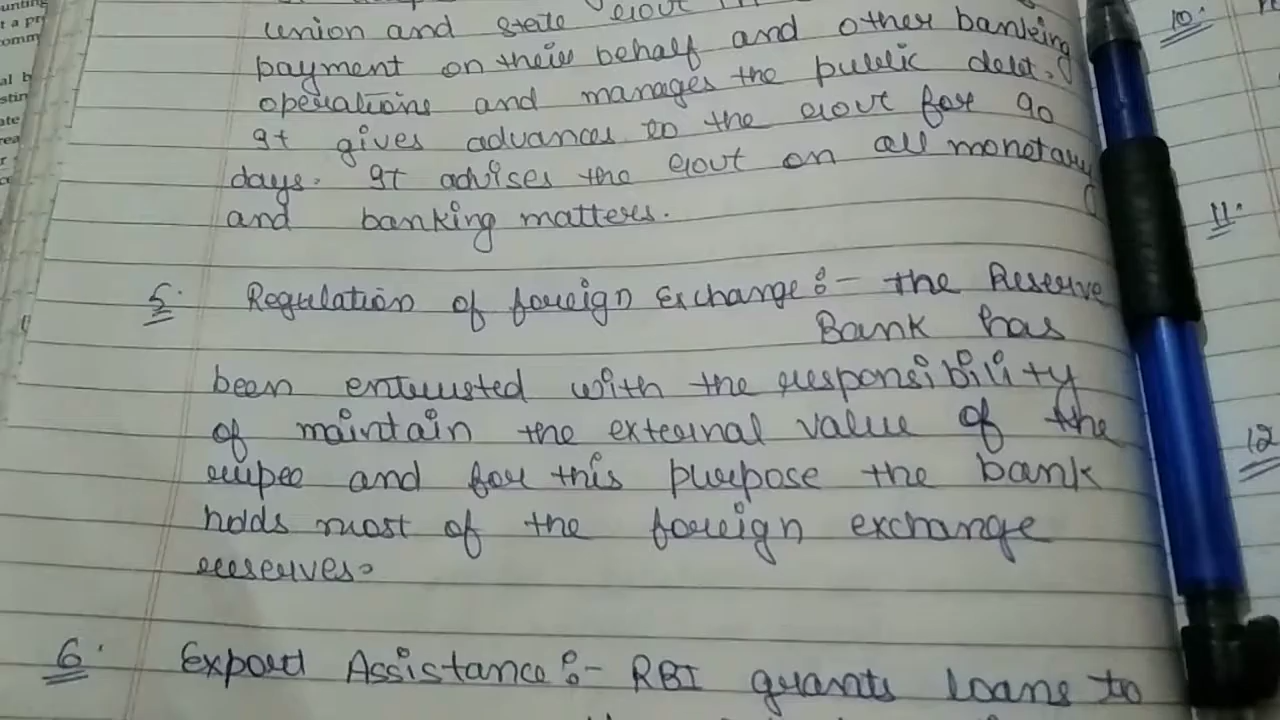 union and state Govt
payment on their behalf and other banking
operations and manages the public debt.
It gives advances to the Govt for 90
days. It advises the Govt on all monetary
and banking matters.
5. Regulation of foreign Exchange:- the Reserve
Bank has
been entrusted with the responsibility
of maintain the external value of the
rupee and for this purpose the bank
holds most of the foreign exchange
reserves.
6. Export Assistance:- RBI grants loans to
10.
11.
12